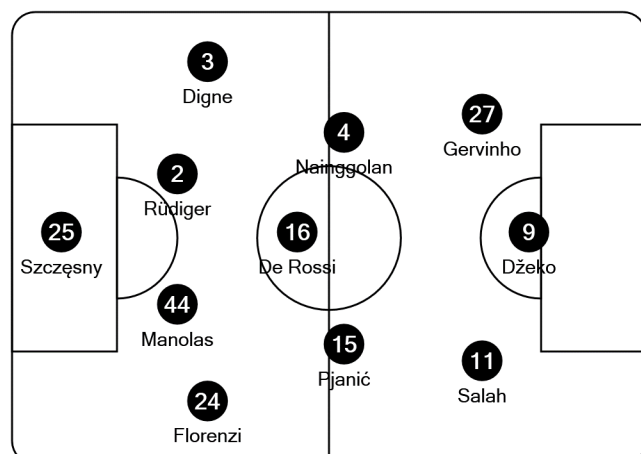 3
Digne
27
Gervinho
4
Nainggolan
2
Rüdiger
25
Szczęsny
16
De Rossi
9
Džeko
44
Manolas
15
Pjanić
11
Salah
24
Florenzi